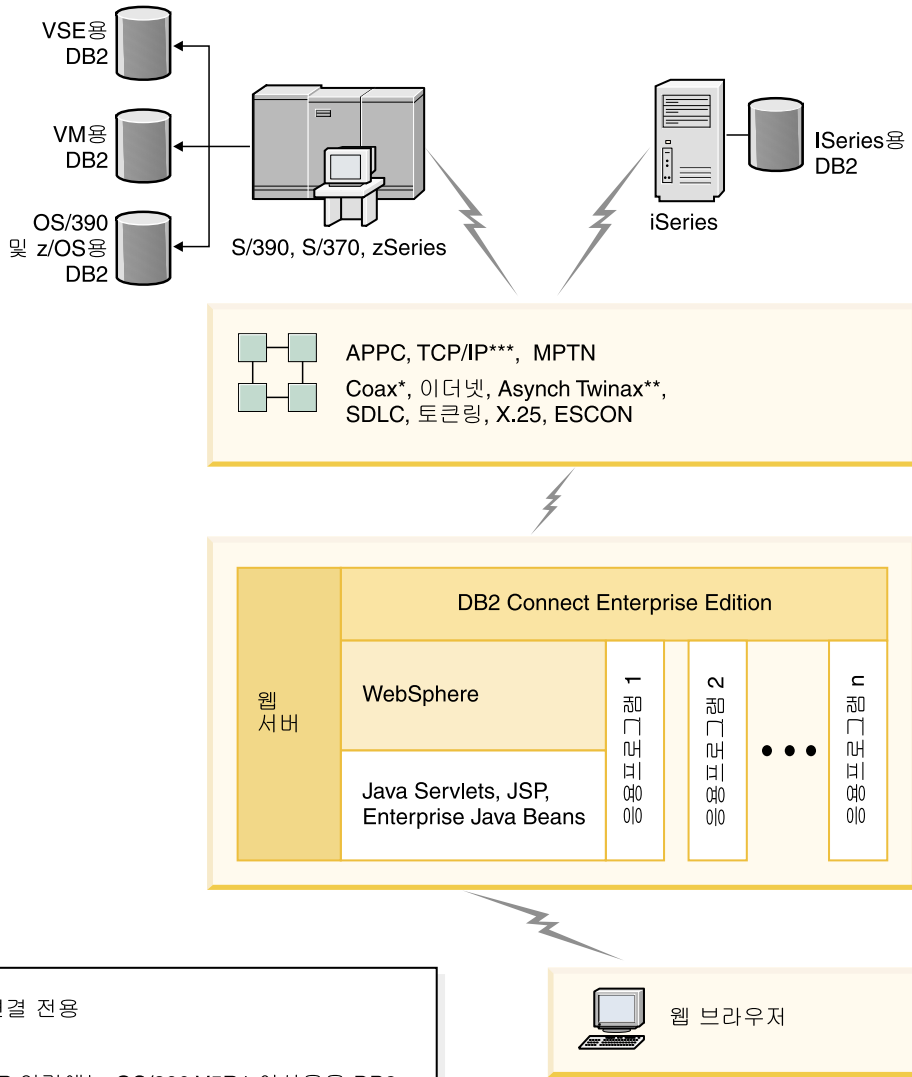 VSE용
DB2
VM용
DB2
OS/390
및 z/OS용
DB2
S/390, S/370, zSeries
iSeries
ISeries용
DB2
APPC, TCP/IP***, MPTN
Coax*, 이더넷, Asynch Twinax**,
SDLC, 토큰링, X.25, ESCON
DB2 Connect Enterprise Edition
웹
서버
WebSphere
Java Servlets, JSP,
Enterprise Java Beans
응용프로그램 1
응용프로그램 2
응용프로그램 n
전용
웹 브라우저